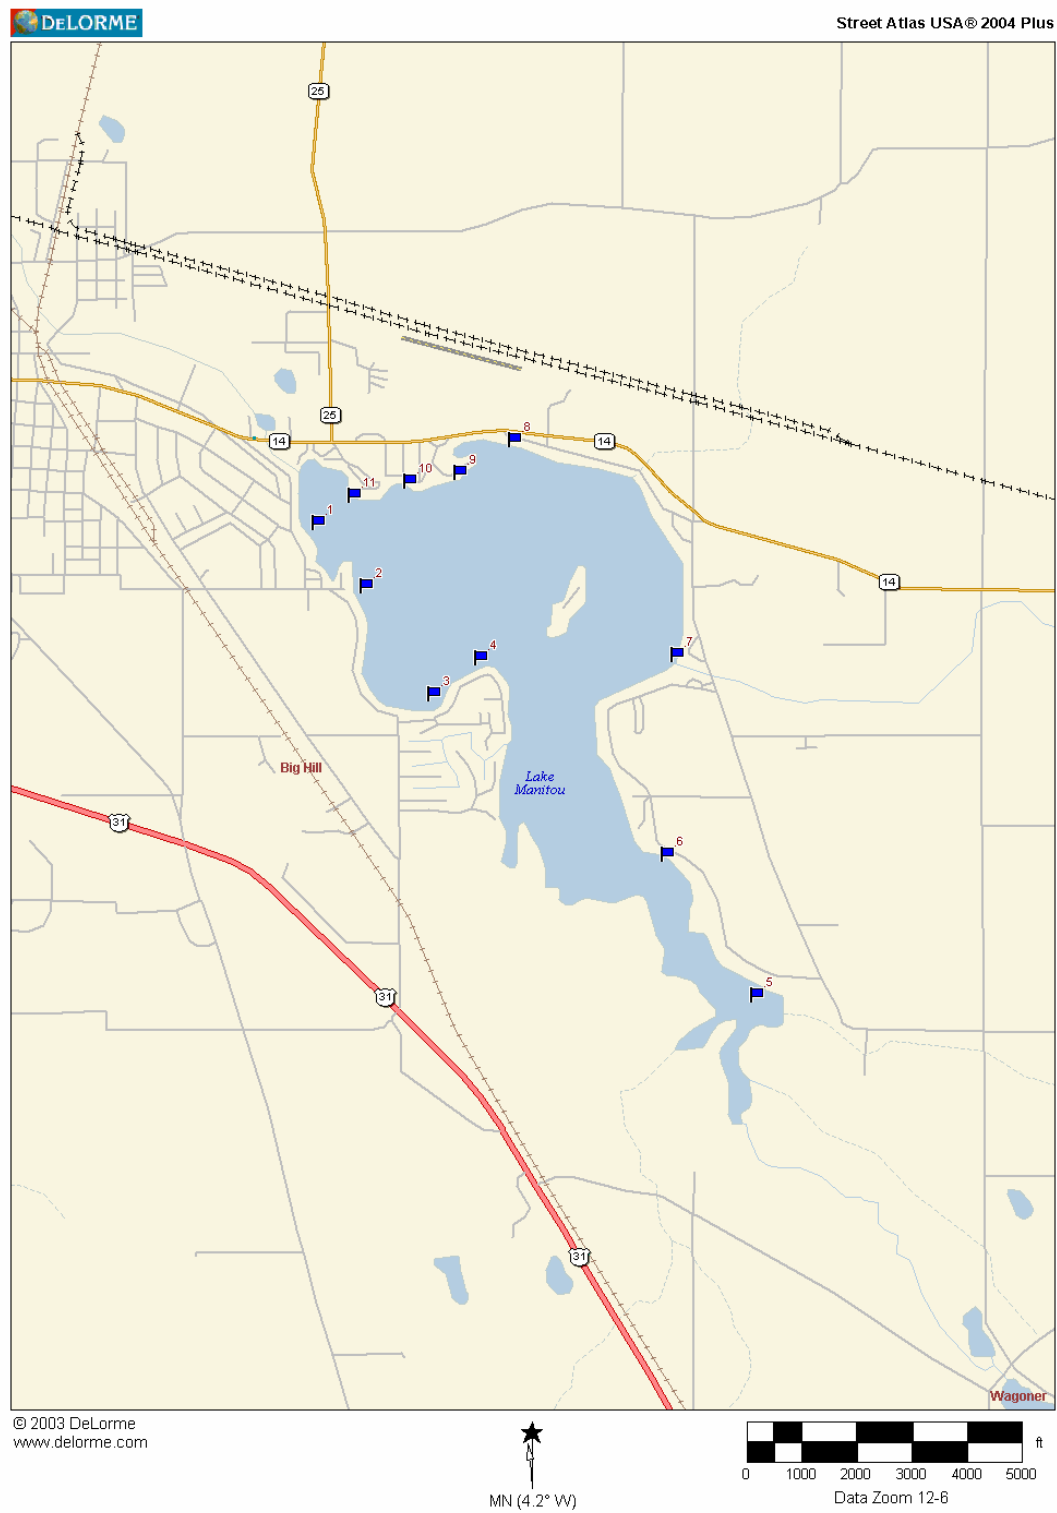 DELORME
Street Atlas USA® 2004 Plus
25
25
14
14
8
9
10
11
1
2
14
4
7
3
Big Hill
Lake
Manitou
31
6
5
31
31
Wagoner
© 2003 DeLorme
www.delorme.com
MN (4.2° W)
ft
0 1000 2000 3000 4000 5000
Data Zoom 12-6